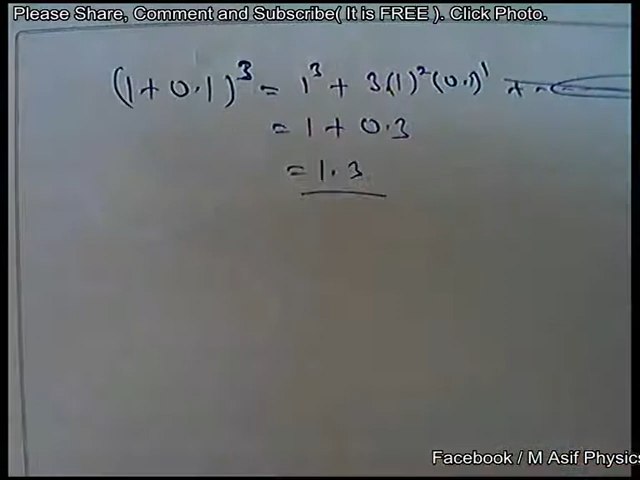 Please Share, Comment and Subscribe( It is FREE ). Click Photo.
(1+0.1)³ = 1³ + 3(1)²(0.1)¹ + --
= 1 + 0.3
= 1.3
Facebook / M Asif Physics